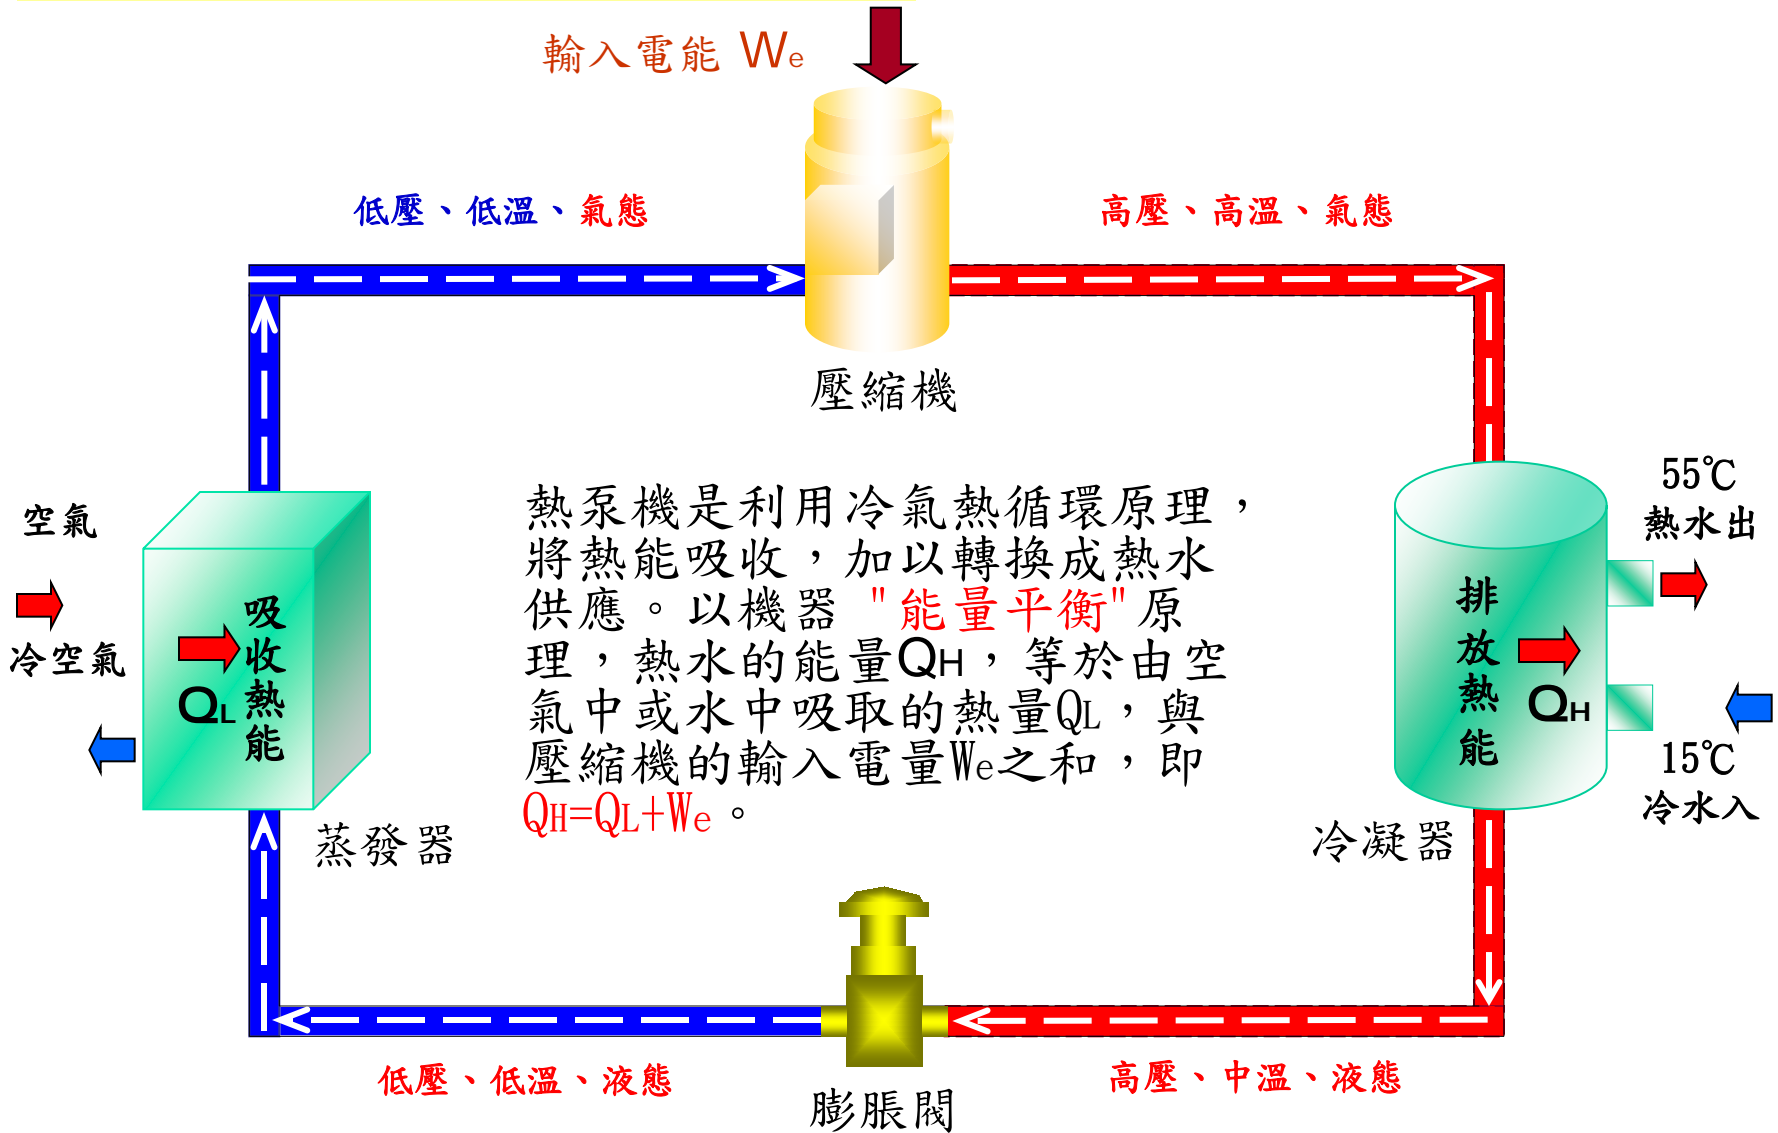 輸入電能 We
低壓、低溫、氣態
高壓、高溫、氣態
壓縮機
空氣
冷空氣
吸收熱能
QL
蒸發器
熱泵機是利用冷氣熱循環原理，
將熱能吸收，加以轉換成熱水
供應。以機器 "能量平衡"原
理，熱水的能量QH，等於由空
氣中或水中吸取的熱量QL，與
壓縮機的輸入電量We之和，即
QH=QL+We。
排放熱能
QH
55℃
熱水出
15℃
冷水入
冷凝器
低壓、低溫、液態
高壓、中溫、液態
膨脹閥